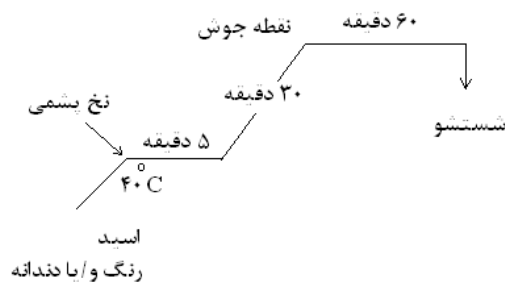 نقطه جوش
۶۰ دقیقه
۳۰ دقیقه
نخ پشمی
۵ دقیقه
۴۰°C
شستشو
اسید
رنگ و/یا دندانه